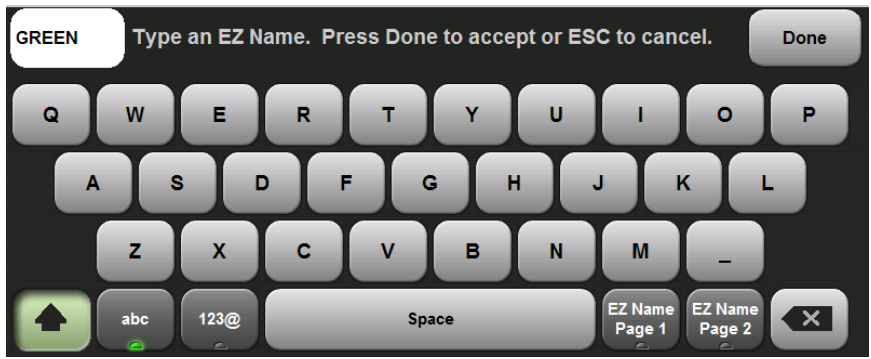 GREEN Type an EZ Name. Press Done to accept or ESC to cancel. Done
Q W E R T Y U I O P
A S D F G H J K L
Z X C V B N M _
abc 123@ Space EZ Name Page 1 EZ Name Page 2